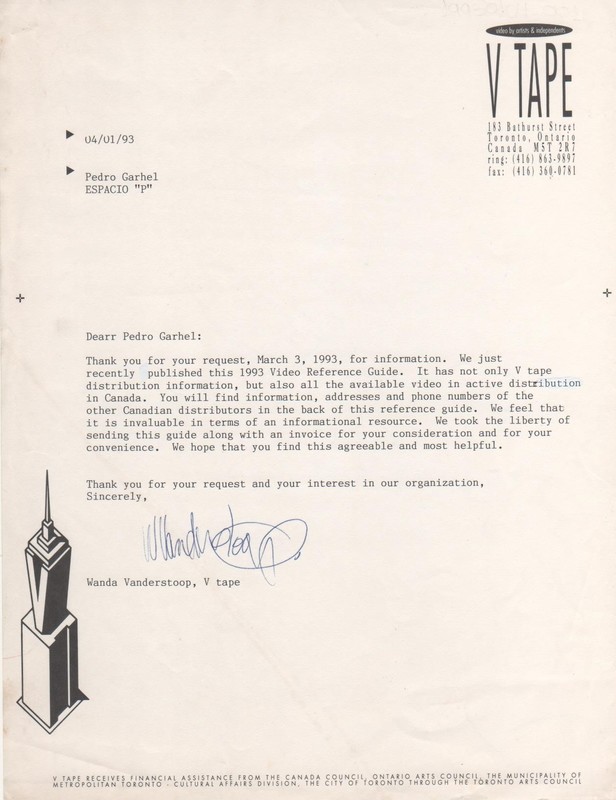 video by artists & independents
V TAPE
183 Bathurst Street
Toronto, Ontario
Canada M5T 2R7
ring: (416) 863-9897
fax: (416) 360-0781
04/01/93
Pedro Garhel
ESPACIO "P"
Dearr Pedro Garhel:
Thank you for your request, March 3, 1993, for information. We just
recently published this 1993 Video Reference Guide. It has not only V tape
distribution information, but also all the available video in active distribution
in Canada. You will find information, addresses and phone numbers of the
other Canadian distributors in the back of this reference guide. We feel that
it is invaluable in terms of an informational resource. We took the liberty of
sending this guide along with an invoice for your consideration and for your
convenience. We hope that you find this agreeable and most helpful.
Thank you for your request and your interest in our organization,
Sincerely,
Wanda Vanderstoop, V tape
V TAPE RECEIVES FINANCIAL ASSISTANCE FROM THE CANADA COUNCIL, ONTARIO ARTS COUNCIL, THE MUNICIPALITY OF
METROPOLITAN TORONTO - CULTURAL AFFAIRS DIVISION, THE CITY OF TORONTO THROUGH THE TORONTO ARTS COUNCIL